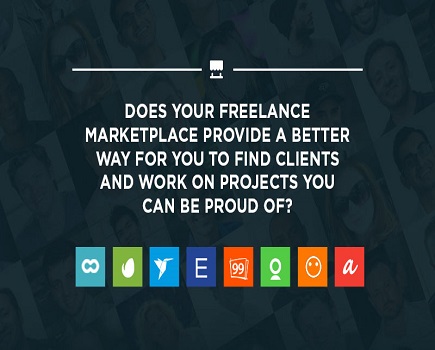 DOES YOUR FREELANCE
MARKETPLACE PROVIDE A BETTER
WAY FOR YOU TO FIND CLIENTS
AND WORK ON PROJECTS YOU
CAN BE PROUD OF?
E
99
a